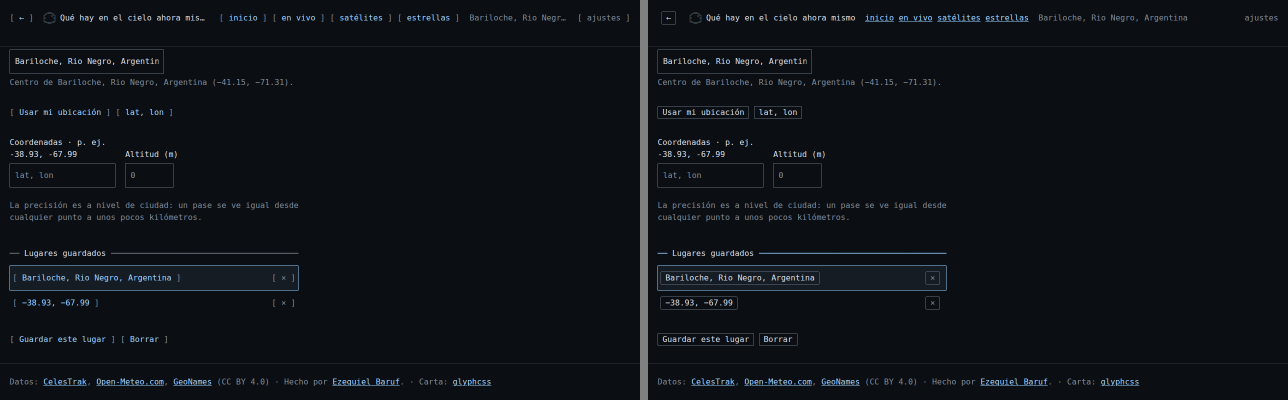 [ ← ] Qué hay en el cielo ahora mis… [ inicio ] [ en vivo ] [ satélites ] [ estrellas ] Bariloche, Rio Negr… [ ajustes ]
Bariloche, Rio Negro, Argentin
Centro de Bariloche, Rio Negro, Argentina (−41.15, −71.31).
[ Usar mi ubicación ] [ lat, lon ]
Coordenadas · p. ej.
-38.93, -67.99 Altitud (m)
lat, lon 0
La precisión es a nivel de ciudad: un pase se ve igual desde
cualquier punto a unos pocos kilómetros.
Lugares guardados
[ Bariloche, Rio Negro, Argentina ] [ × ]
[ −38.93, −67.99 ] [ × ]
[ Guardar este lugar ] [ Borrar ]
Datos: CelesTrak, Open-Meteo.com, GeoNames (CC BY 4.0) · Hecho por Ezequiel Baruf. · Carta: glyphcss
← Qué hay en el cielo ahora mismo inicio en vivo satélites estrellas Bariloche, Rio Negro, Argentina ajustes
Bariloche, Rio Negro, Argentin
Centro de Bariloche, Rio Negro, Argentina (−41.15, −71.31).
Usar mi ubicación lat, lon
Coordenadas · p. ej.
-38.93, -67.99 Altitud (m)
lat, lon 0
La precisión es a nivel de ciudad: un pase se ve igual desde
cualquier punto a unos pocos kilómetros.
Lugares guardados
Bariloche, Rio Negro, Argentina ×
−38.93, −67.99 ×
Guardar este lugar Borrar
Datos: CelesTrak, Open-Meteo.com, GeoNames (CC BY 4.0) · Hecho por Ezequiel Baruf. · Carta: glyphcss